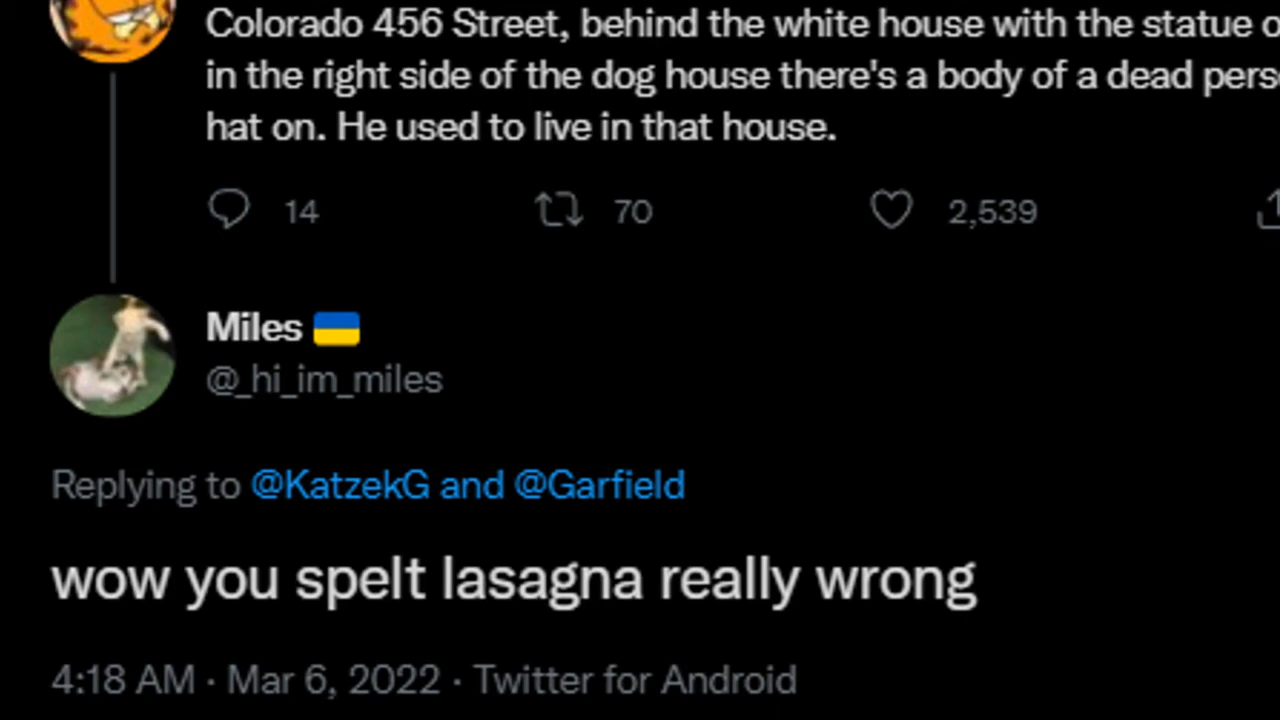 Colorado 456 Street, behind the white house with the statue
in the right side of the dog house there's a body of a dead
hat on. He used to live in that house.
14 70 2,539
Miles 🇺🇦
@_hi_im_miles
Replying to @KatzekG and @Garfield
wow you spelt lasagna really wrong
4:18 AM · Mar 6, 2022 · Twitter for Android